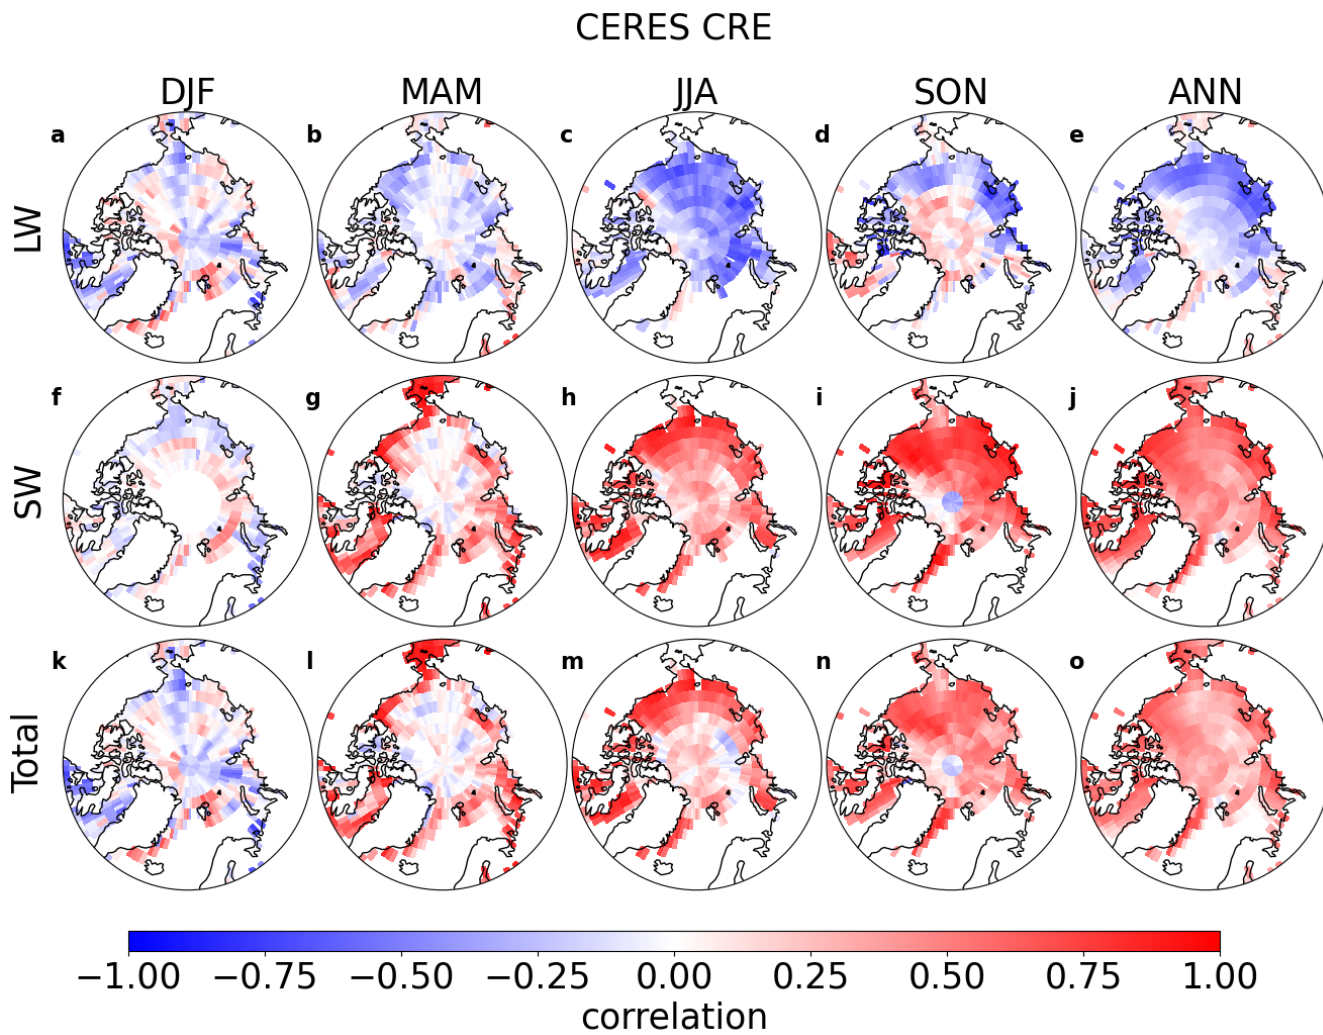 CERES CRE
DJF MAM JJA SON ANN
a b c d e
LW
f g h i j
SW
k l m n o
Total
−1.00 −0.75 −0.50 −0.25 0.00 0.25 0.50 0.75 1.00
correlation